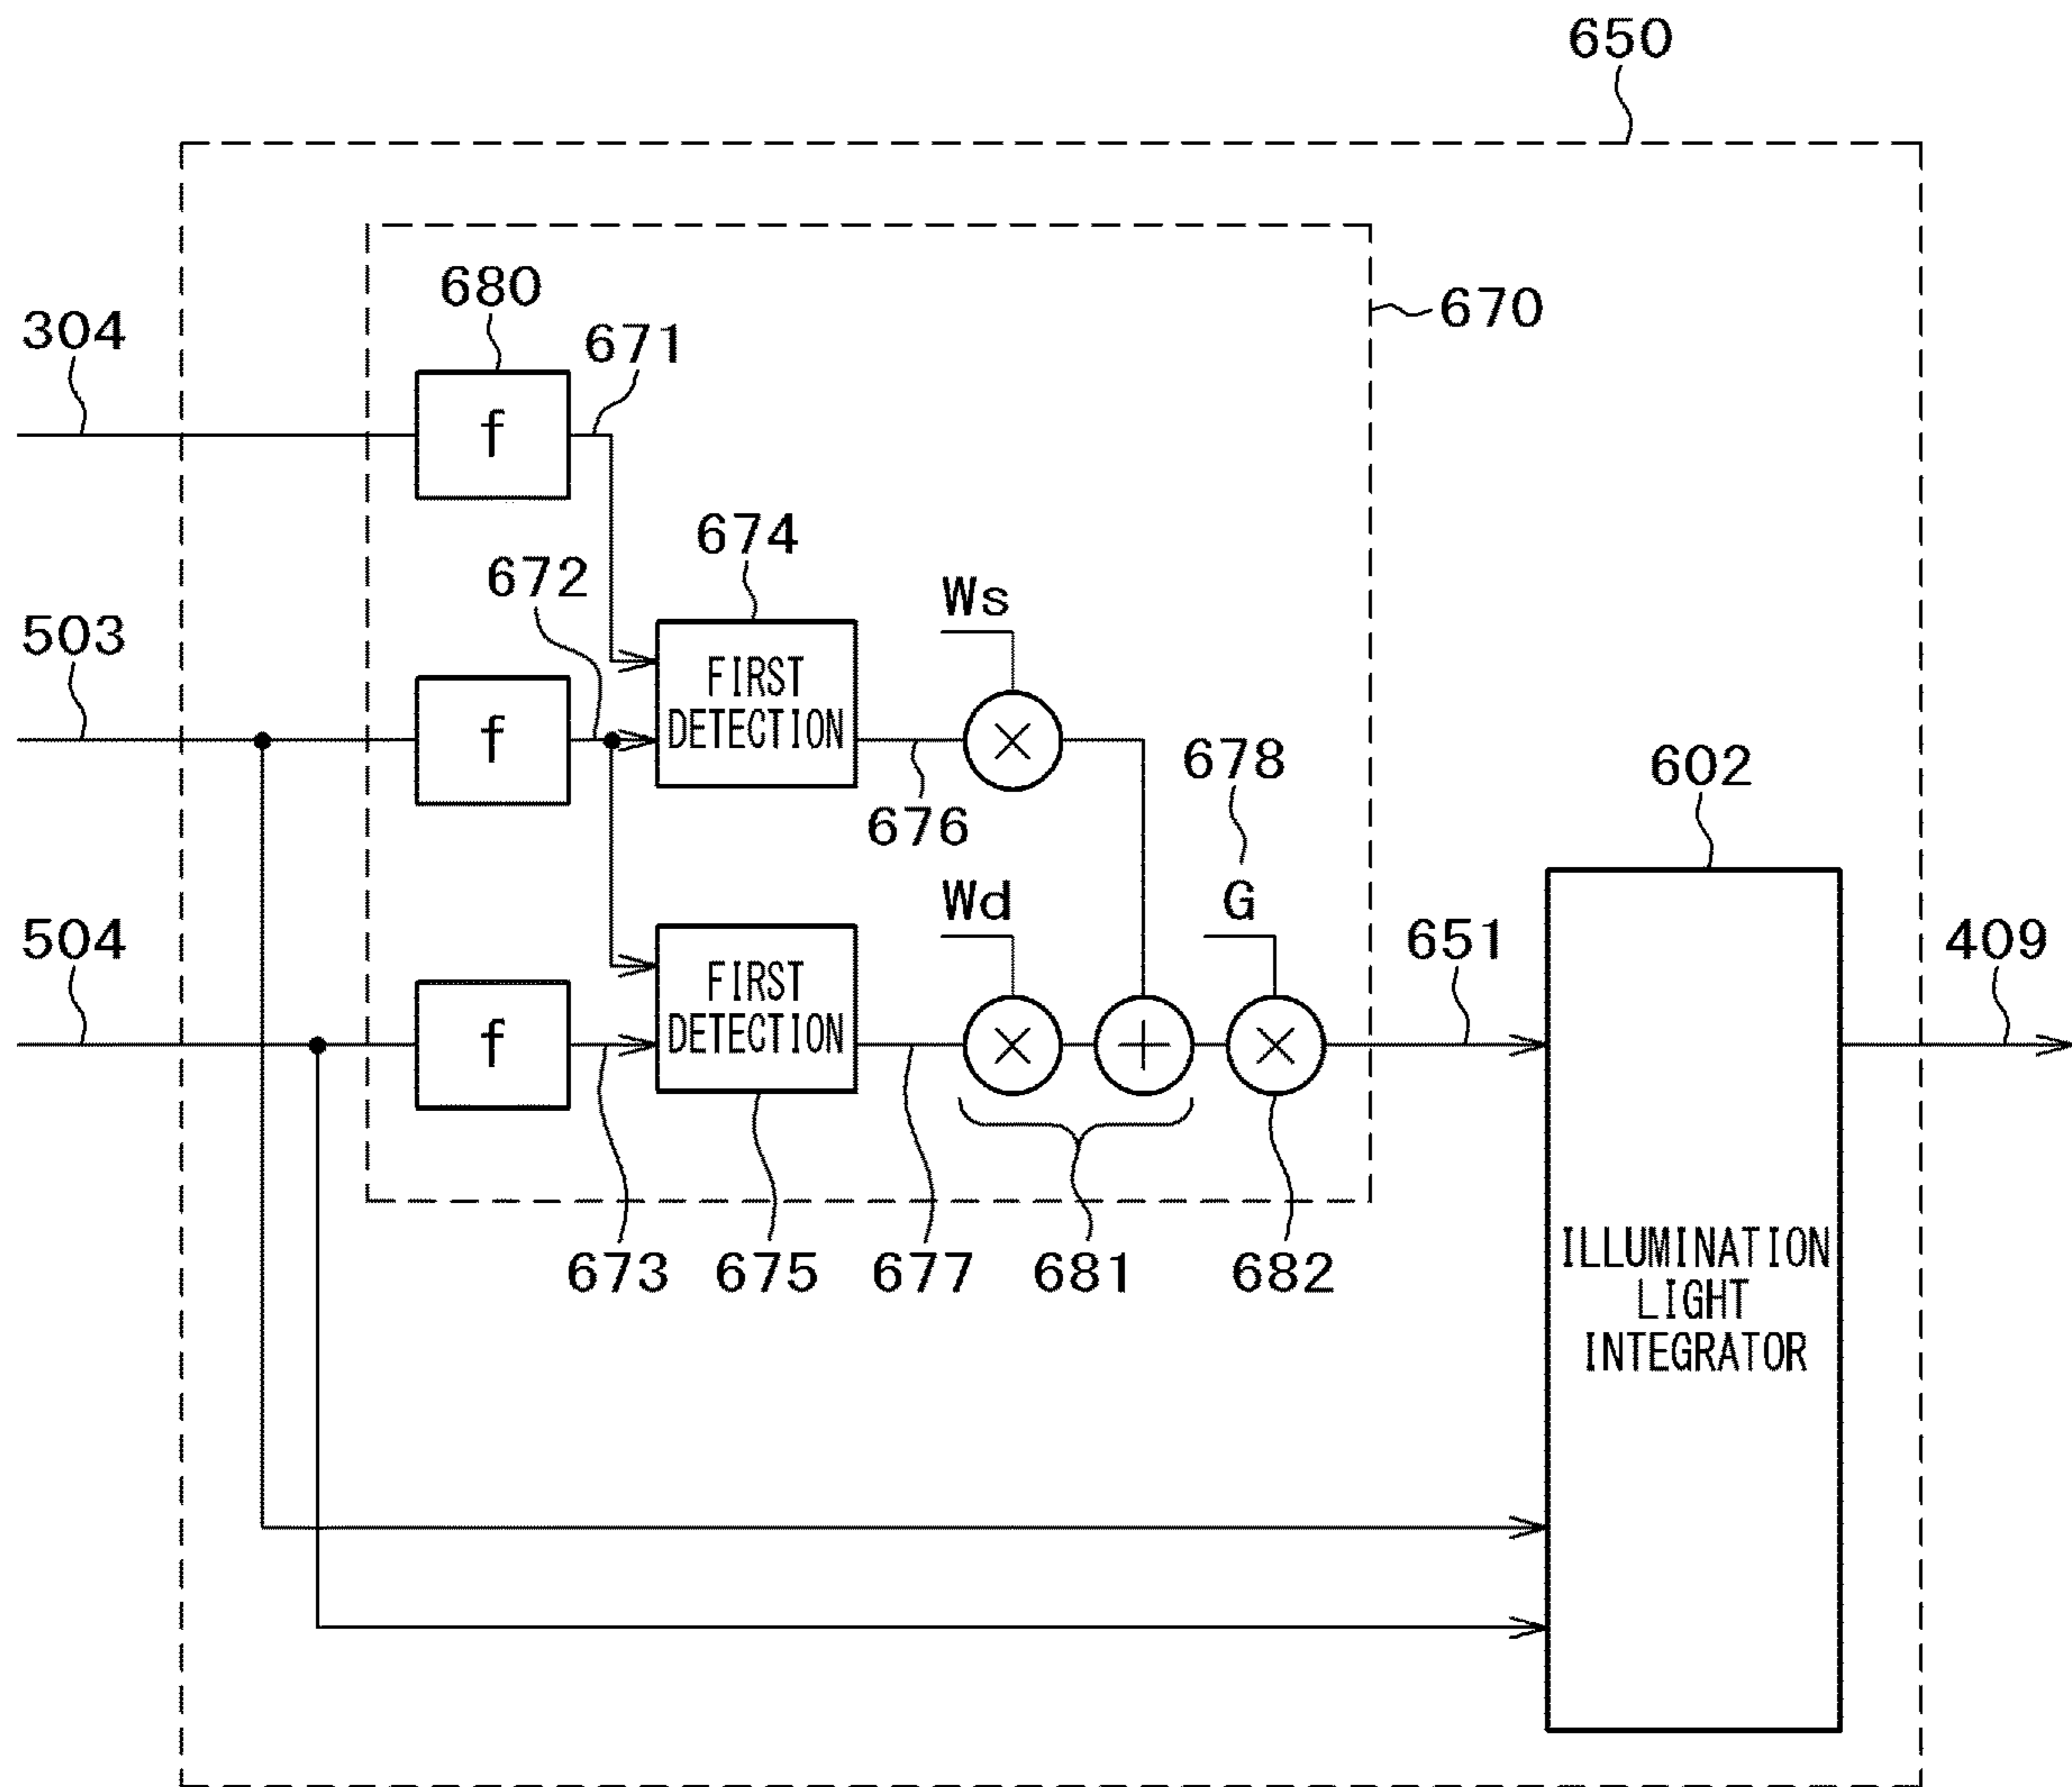 650
680
670
304
671
f
674
672
Ws
503
FIRST
DETECTION
f
×
678
602
676
Wd
G
504
651
409
FIRST
DETECTION
f
×
+
×
673
675
677
681
682
ILLUMINATION
LIGHT
INTEGRATOR